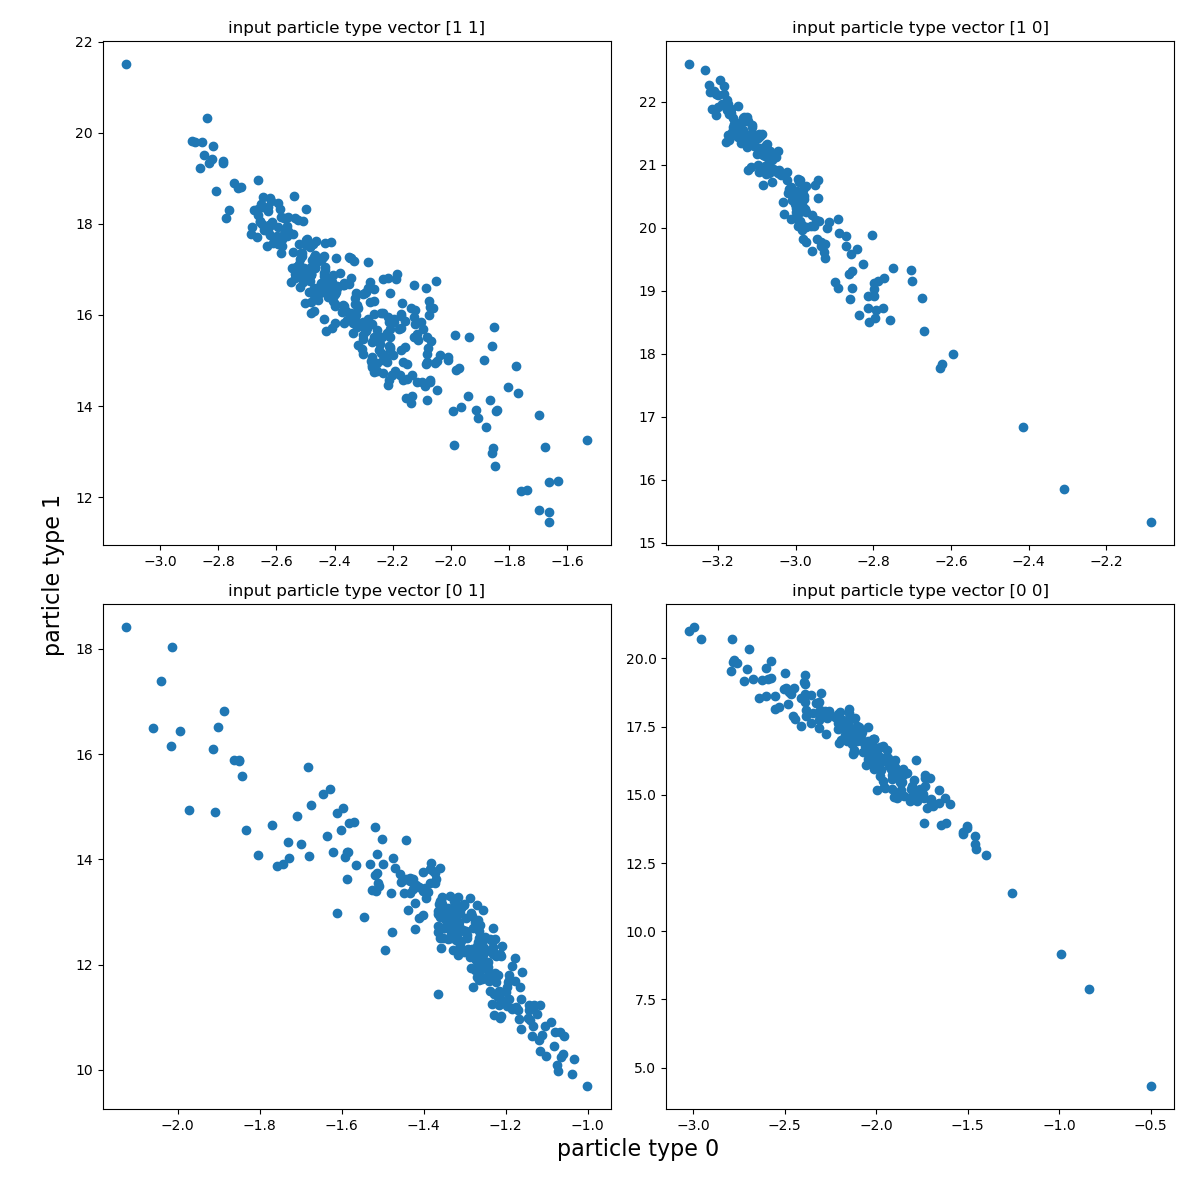 input particle type vector [1 1]
22
20
18
16
14
12
−3.0 −2.8 −2.6 −2.4 −2.2 −2.0 −1.8 −1.6
input particle type vector [1 0]
22
21
20
19
18
17
16
15
−3.2 −3.0 −2.8 −2.6 −2.4 −2.2
particle type 1
input particle type vector [0 1]
18
16
14
12
10
−2.0 −1.8 −1.6 −1.4 −1.2 −1.0
input particle type vector [0 0]
20.0
17.5
15.0
12.5
10.0
7.5
5.0
−3.0 −2.5 −2.0 −1.5 −1.0 −0.5
particle type 0